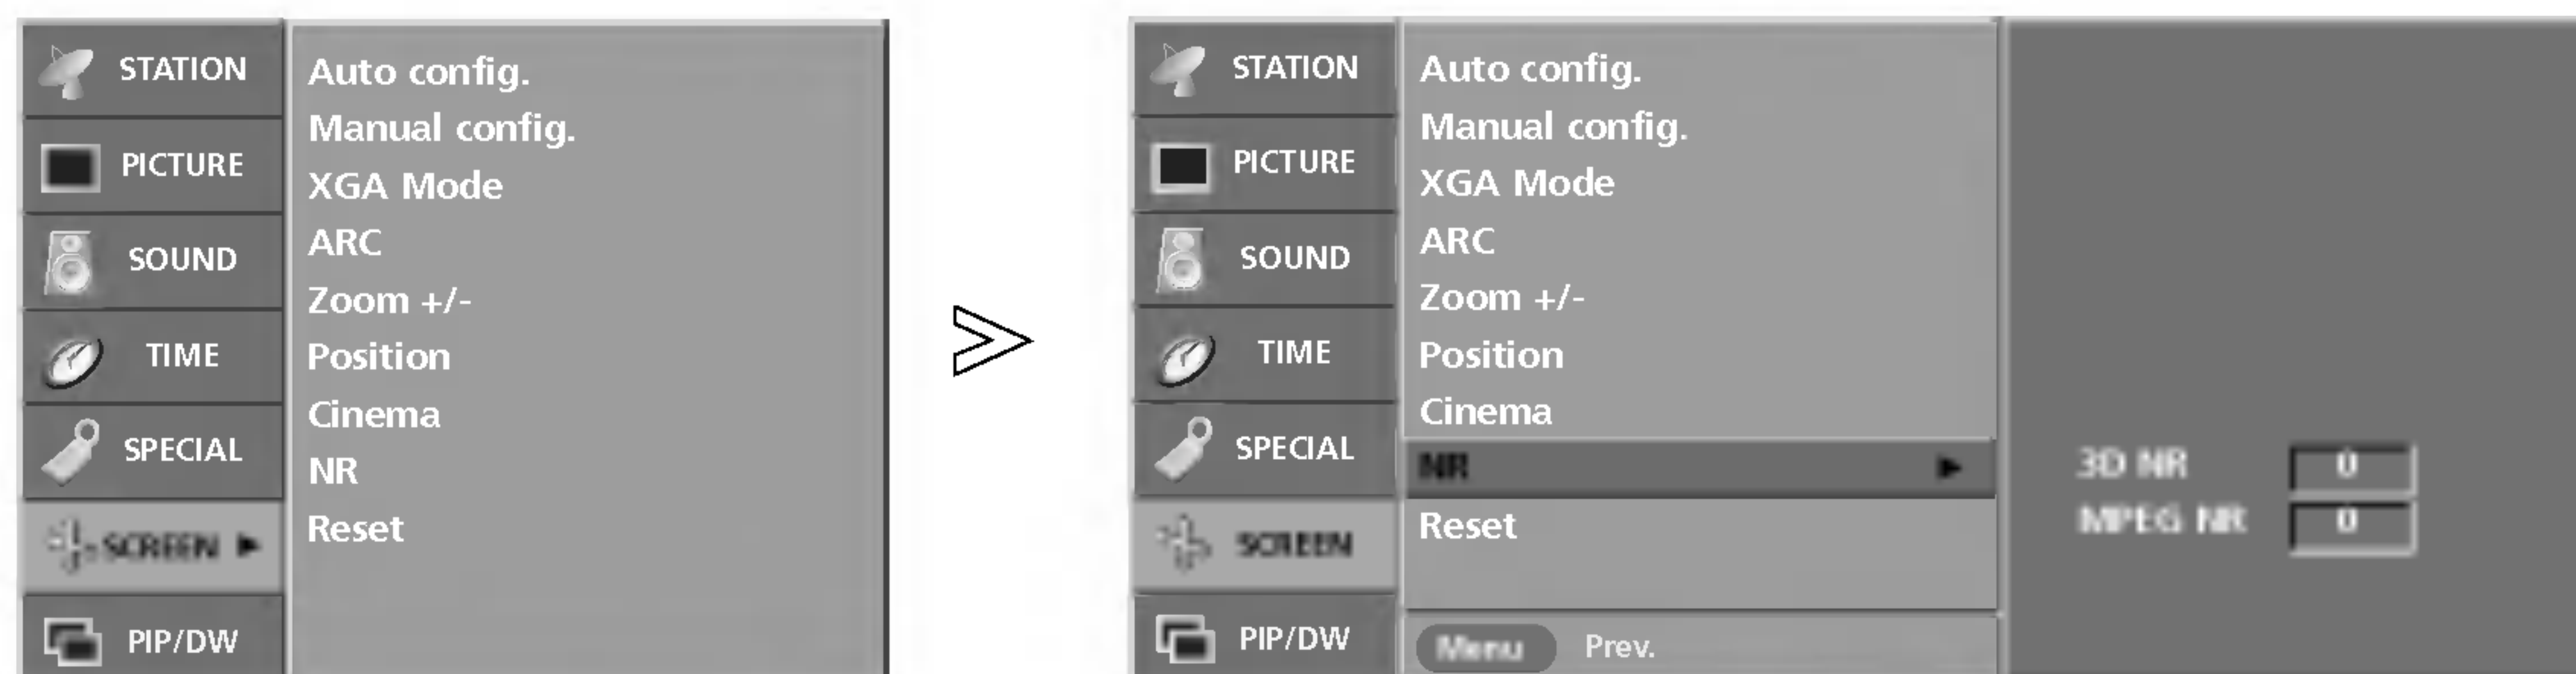 STATION
PICTURE
SOUND
TIME
SPECIAL
SCREEN ►
PIP/DW
Auto config.
Manual config.
XGA Mode
ARC
Zoom +/-
Position
Cinema
NR
Reset
STATION
PICTURE
SOUND
TIME
SPECIAL
SCREEN
PIP/DW
Auto config.
Manual config.
XGA Mode
ARC
Zoom +/-
Position
Cinema
NR ►
Reset
Menu Prev.
3D NR 0
MPEG NR 0